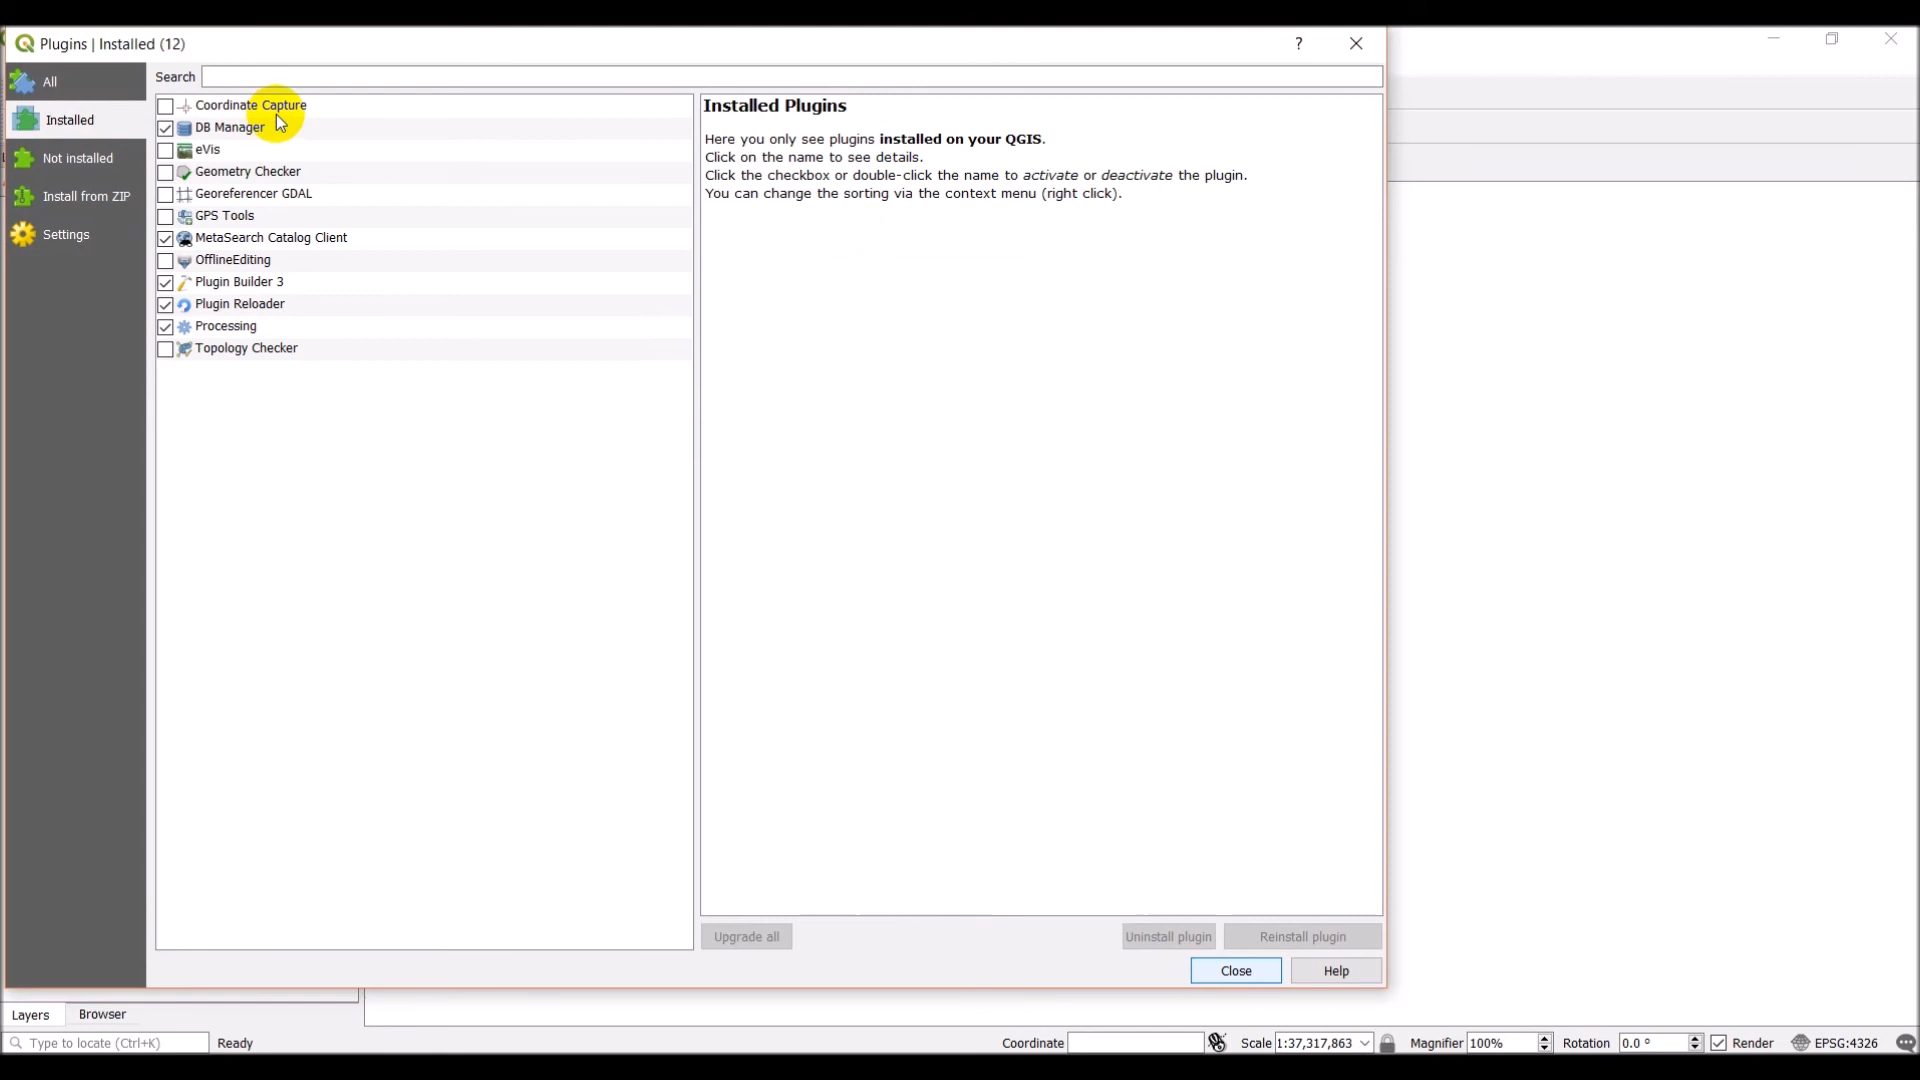 Plugins | Installed (12)
?
All
Installed
Not installed
Install from ZIP
Settings
Search
Coordinate Capture
DB Manager
eVis
Geometry Checker
Georeferencer GDAL
GPS Tools
MetaSearch Catalog Client
OfflineEditing
Plugin Builder 3
Plugin Reloader
Processing
Topology Checker
Installed Plugins
Here you only see plugins installed on your QGIS.
Click on the name to see details.
Click the checkbox or double-click the name to activate or deactivate the plugin.
You can change the sorting via the context menu (right click).
Upgrade all
Uninstall plugin
Reinstall plugin
Close
Help
Layers
Browser
Type to locate (Ctrl+K)
Ready
Coordinate
Scale 1:37,317,863
Magnifier 100%
Rotation 0.0 °
Render
EPSG:4326